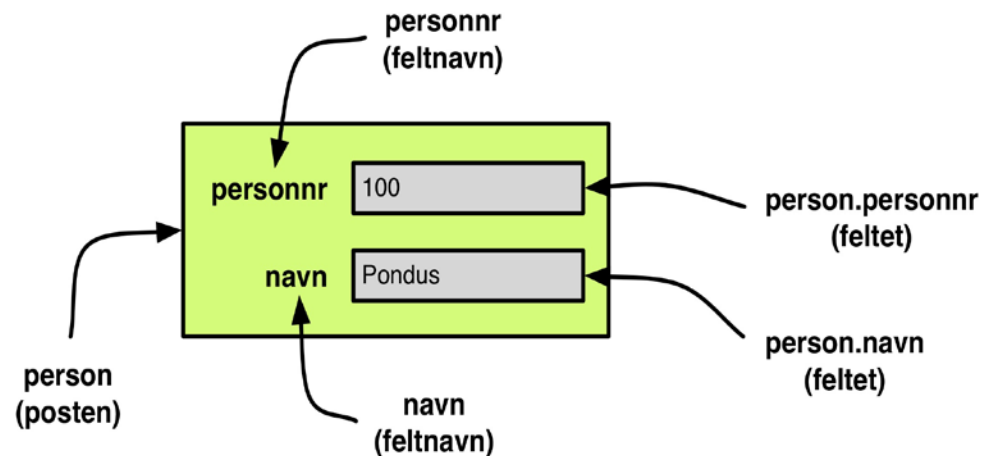 personnr
(feltnavn)
personnr
100
person.personnr
(feltet)
navn
Pondus
person.navn
(feltet)
person
(posten)
navn
(feltnavn)